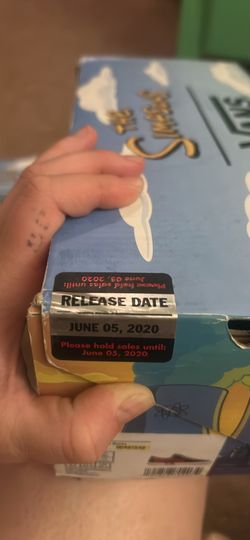 THE
SIMPSONS
VANS
Please hold sales until:
June 05, 2020
RELEASE DATE
JUNE 05, 2020
Please hold sales until:
June 05, 2020